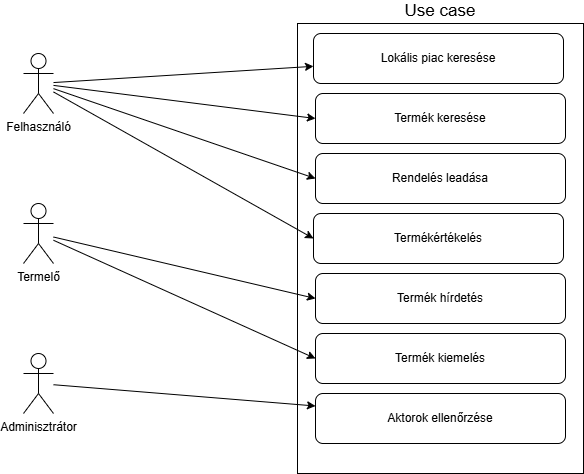 Use case
Lokális piac keresése
Termék keresése
Felhasználó
Rendelés leadása
Termékértékelés
Termelő
Termék hírdetés
Termék kiemelés
Aktorok ellenőrzése
Adminisztrátor